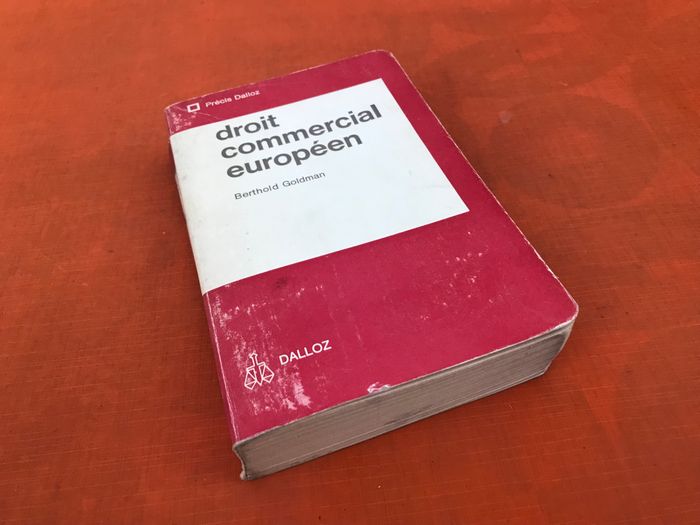 Précis Dalloz
droit
commercial
européen
Berthold Goldman
DALLOZ